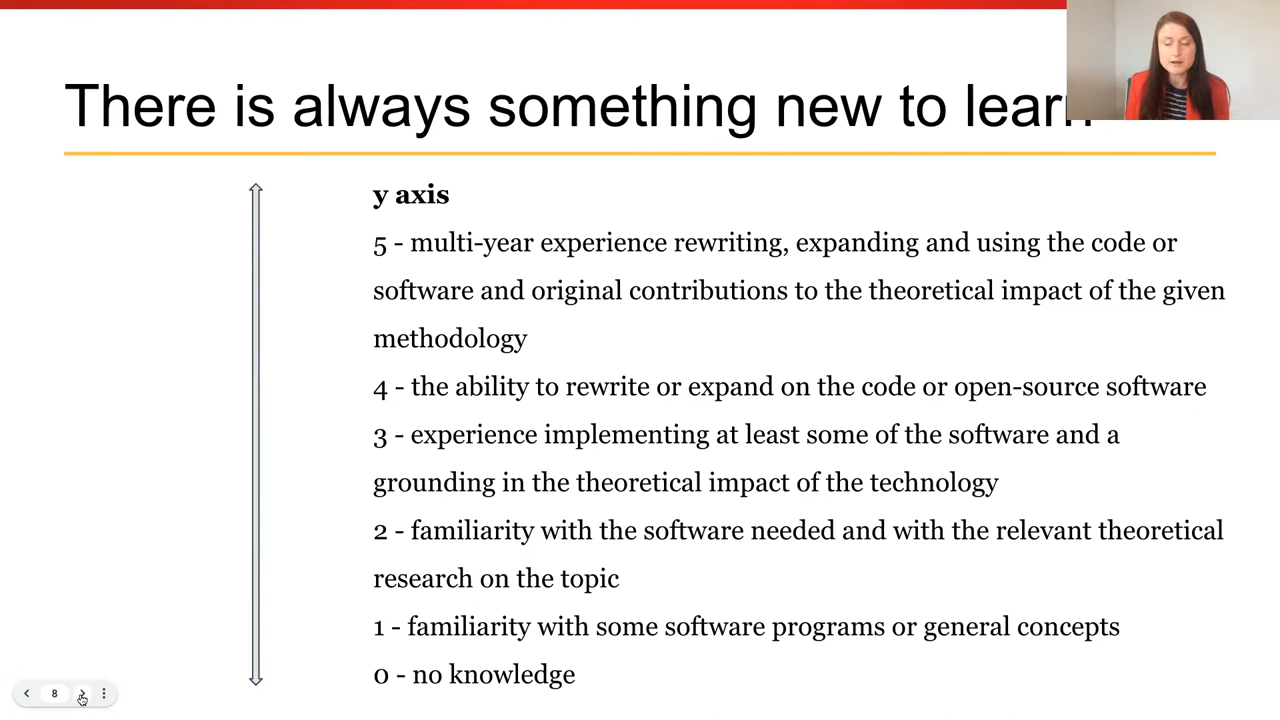 There is always something new to learn
y axis
5 - multi-year experience rewriting, expanding and using the code or
software and original contributions to the theoretical impact of the given
methodology
4 - the ability to rewrite or expand on the code or open-source software
3 - experience implementing at least some of the software and a
grounding in the theoretical impact of the technology
2 - familiarity with the software needed and with the relevant theoretical
research on the topic
1 - familiarity with some software programs or general concepts
0 - no knowledge
8